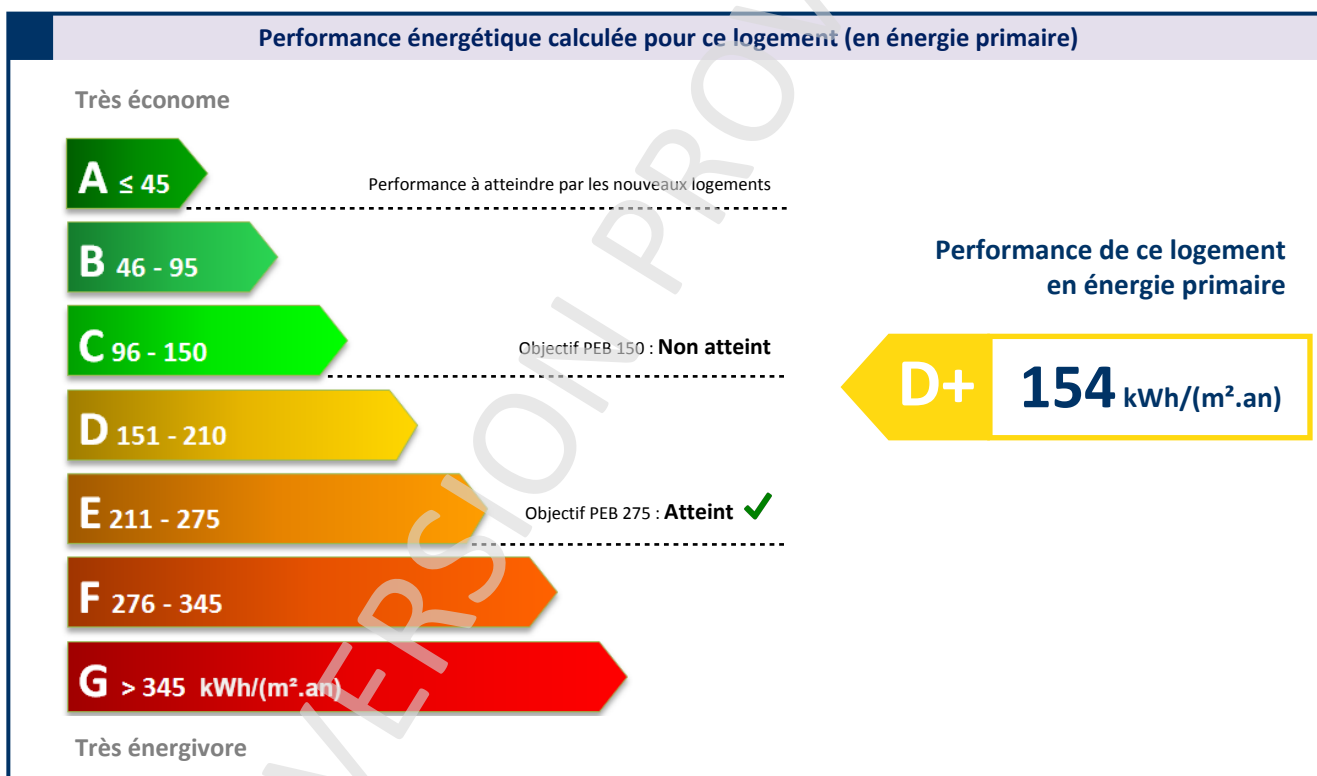 Performance énergétique calculée pour ce logement (en énergie primaire)
Très économe
A ≤ 45
Performance à atteindre par les nouveaux logements
B 46 - 95
Performance de ce logement
en énergie primaire
C 96 - 150
Objectif PEB 150 : Non atteint
D+ 154 kWh/(m².an)
D 151 - 210
E 211 - 275
Objectif PEB 275 : Atteint ✓
F 276 - 345
G > 345 kWh/(m².an)
Très énergivore
VERSION PROV